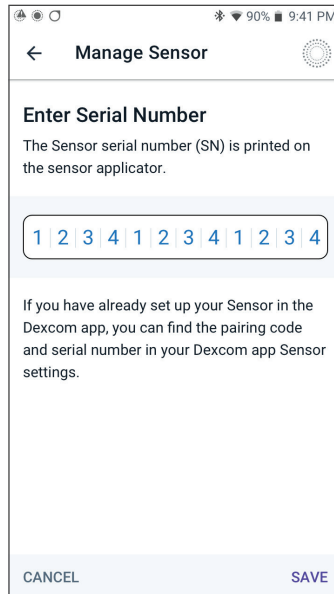 90% 9:41 PM
Manage Sensor
Enter Serial Number
The Sensor serial number (SN) is printed on
the sensor applicator.
1 2 3 4 1 2 3 4 1 2 3 4
If you have already set up your Sensor in the
Dexcom app, you can find the pairing code
and serial number in your Dexcom app Sensor
settings.
CANCEL SAVE